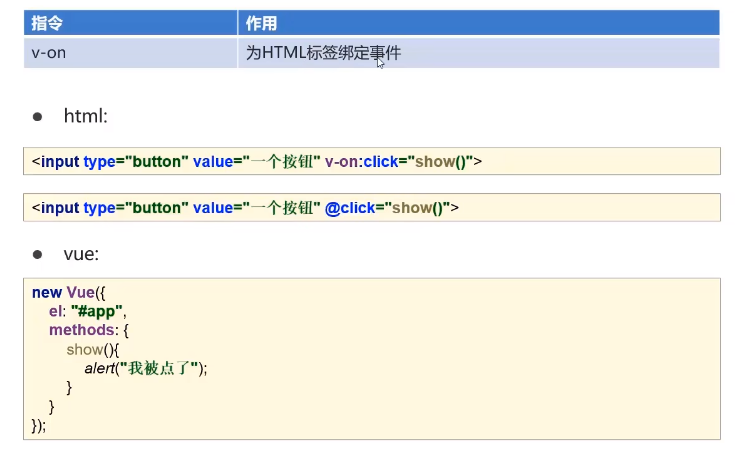 指令 作用
v-on 为HTML标签绑定事件
● html:
<input type="button" value="一个按钮" v-on:click="show()">
<input type="button" value="一个按钮" @click="show()">
● vue:
new Vue({
    el: "#app",
    methods: {
        show(){
            alert("我被点了");
        }
    }
});